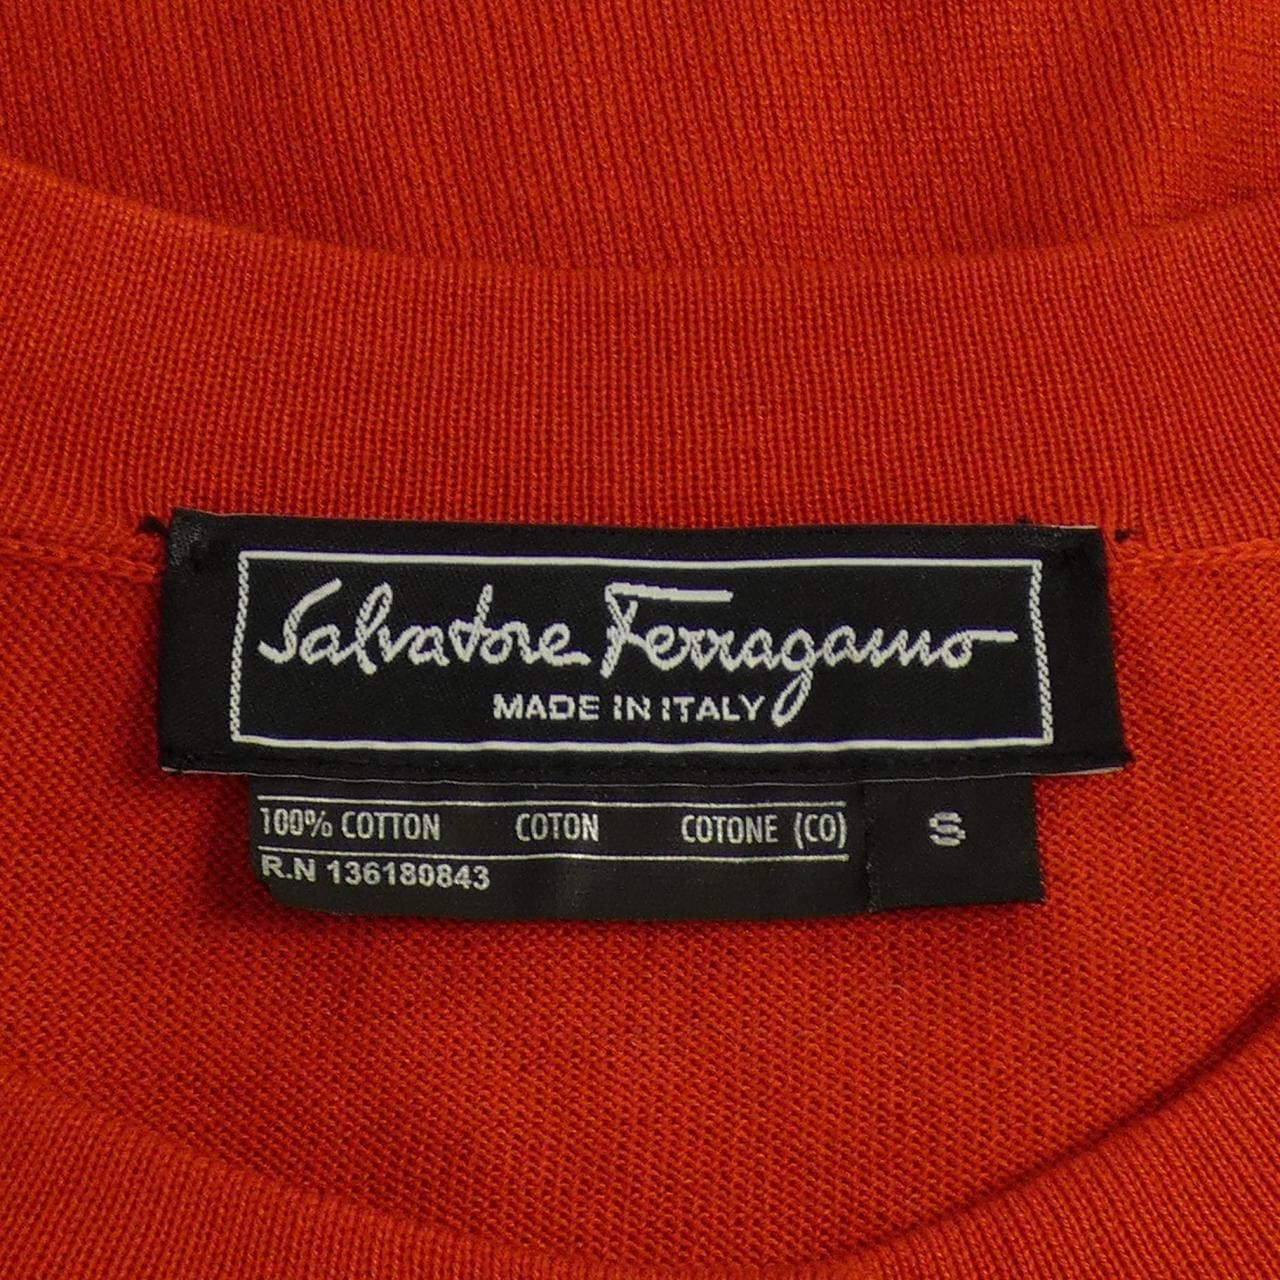 Salvatore Ferragamo
MADE IN ITALY
100% COTTON COTON COTONE (CO) S
R.N 136180843